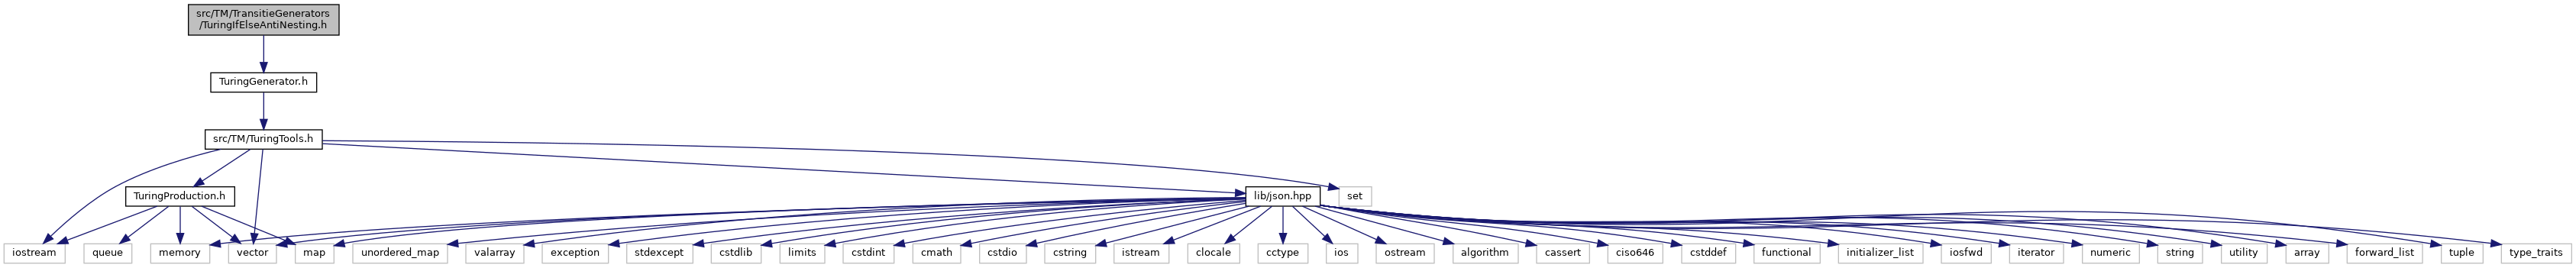 src/TM/TransitieGenerators
/TuringIfElseAntiNesting.h
TuringGenerator.h
src/TM/TuringTools.h
TuringProduction.h
lib/json.hpp
set
iostream
queue
memory
vector
map
unordered_map
valarray
exception
stdexcept
cstdlib
limits
cstdint
cmath
cstdio
cstring
istream
clocale
cctype
ios
ostream
algorithm
cassert
ciso646
cstddef
functional
initializer_list
iosfwd
iterator
numeric
string
utility
array
forward_list
tuple
type_traits